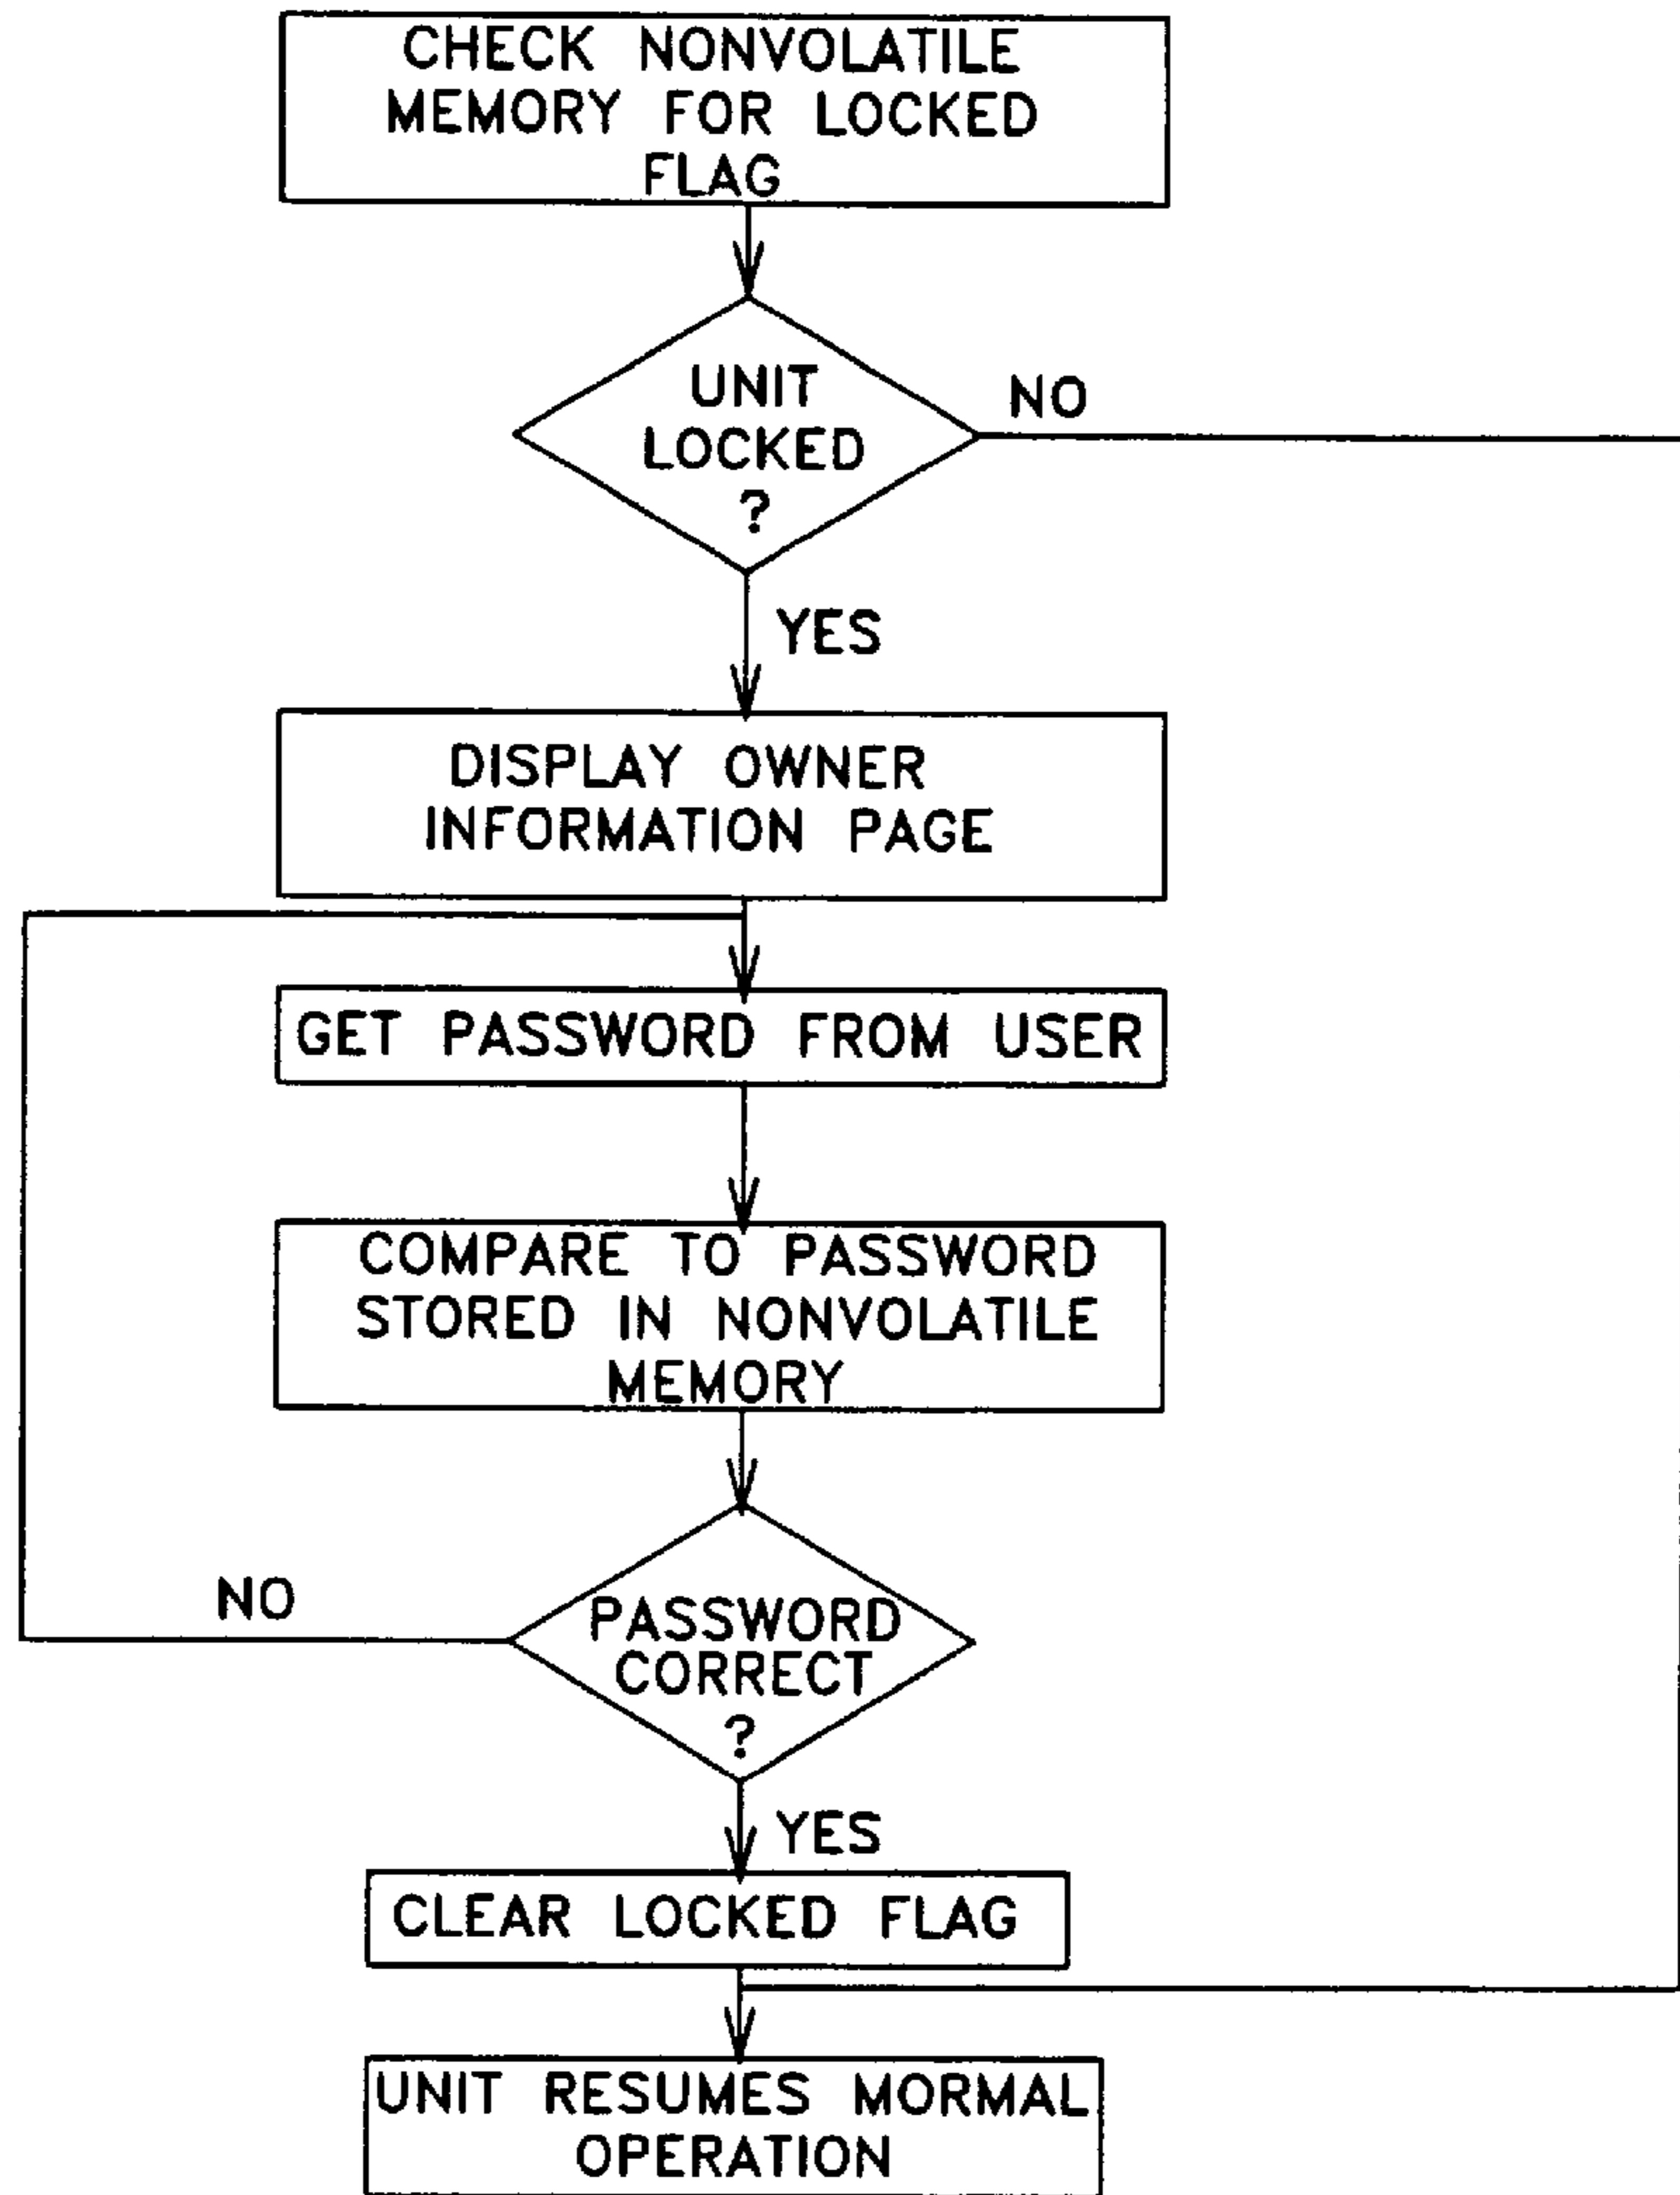 CHECK NONVOLATILE
MEMORY FOR LOCKED
FLAG
UNIT
LOCKED
?
NO
YES
DISPLAY OWNER
INFORMATION PAGE
GET PASSWORD FROM USER
COMPARE TO PASSWORD
STORED IN NONVOLATILE
MEMORY
NO
PASSWORD
CORRECT
?
YES
CLEAR LOCKED FLAG
UNIT RESUMES MORMAL
OPERATION